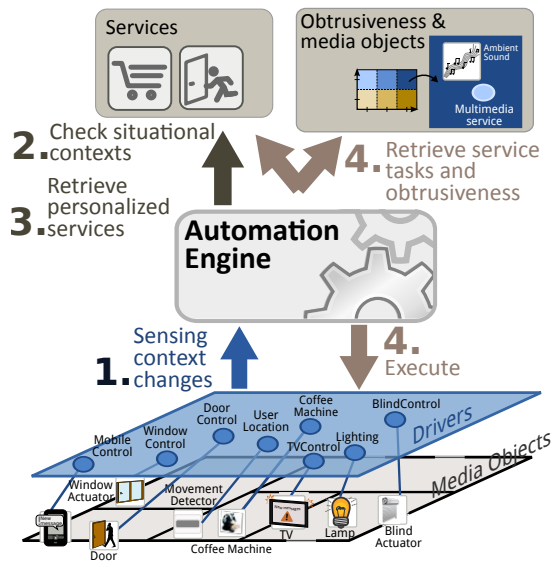 Services
Obtrusiveness &
media objects
Ambient
Sound
Multimedia
service
2. Check situational
contexts
3. Retrieve
personalized
services
4. Retrieve service
tasks and
obtrusiveness
Automation
Engine
1. Sensing
context
changes
4.
Execute
Mobile
Control
Window
Control
Door
Control
User
Location
Coffee
Machine
TVControl
Lighting
BlindControl
Drivers
Media Objects
Window
Actuator
Movement
Detector
New
message
Door
Coffee Machine
TV
Lamp
Blind
Actuator